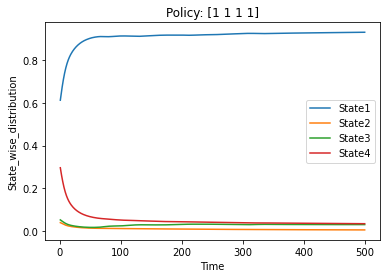 Policy: [1 1 1 1]
State_wise_distribution
0.8
0.6
0.4
0.2
0.0
State1
State2
State3
State4
0 100 200 300 400 500
Time